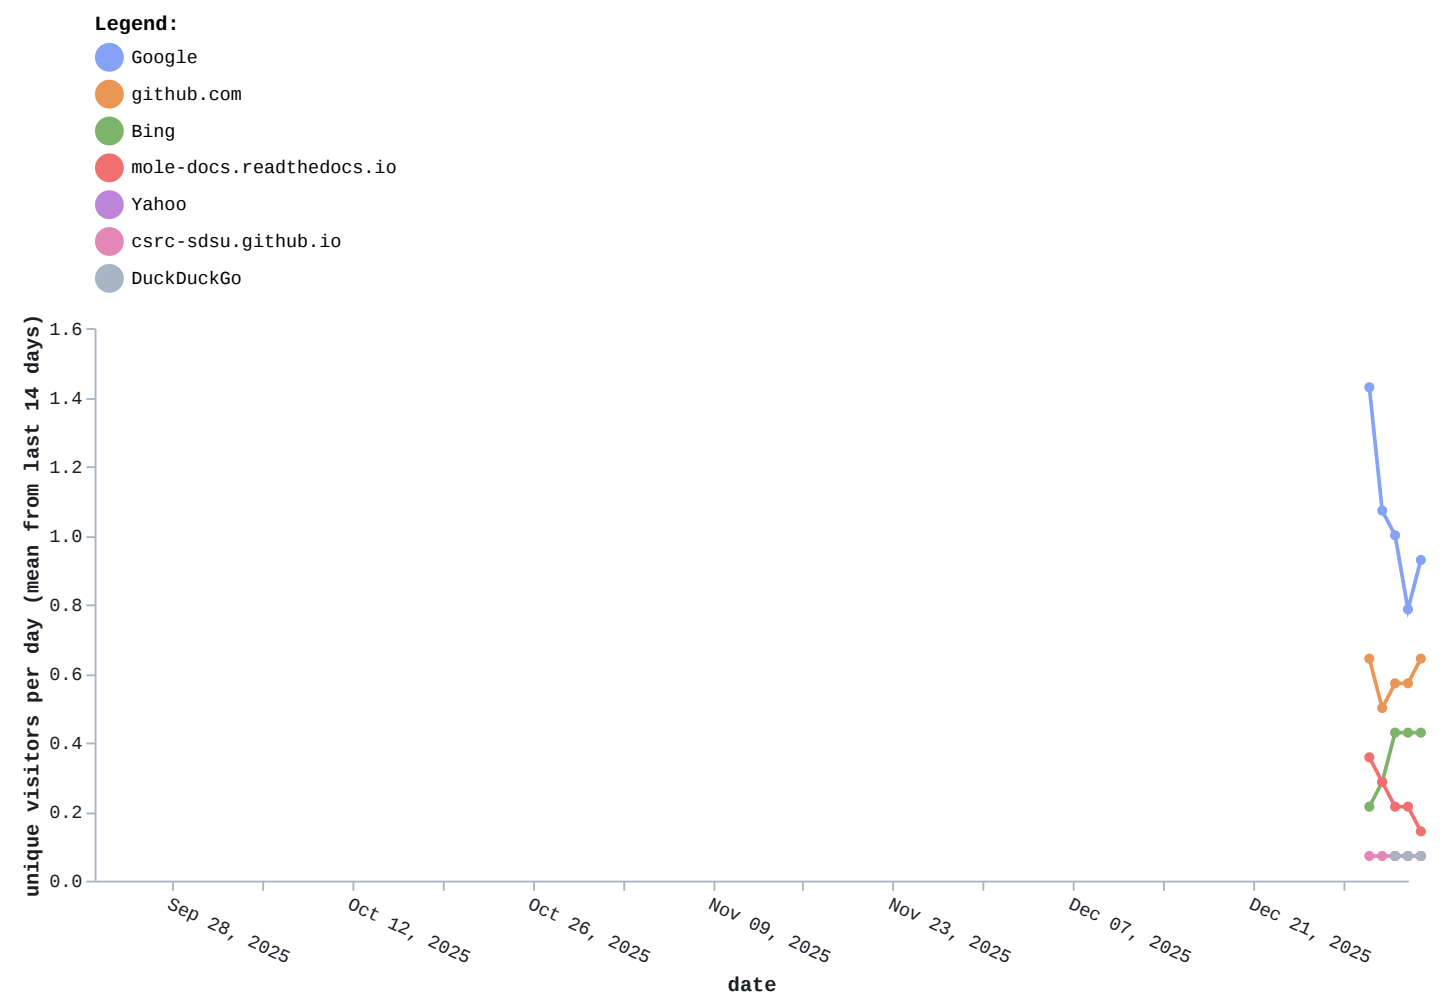 Legend:
Google
github.com
Bing
mole-docs.readthedocs.io
Yahoo
csrc-sdsu.github.io
DuckDuckGo
unique visitors per day (mean from last 14 days)
1.6
1.4
1.2
1.0
0.8
0.6
0.4
0.2
0.0
Sep 28, 2025
Oct 12, 2025
Oct 26, 2025
Nov 09, 2025
Nov 23, 2025
Dec 07, 2025
Dec 21, 2025
date